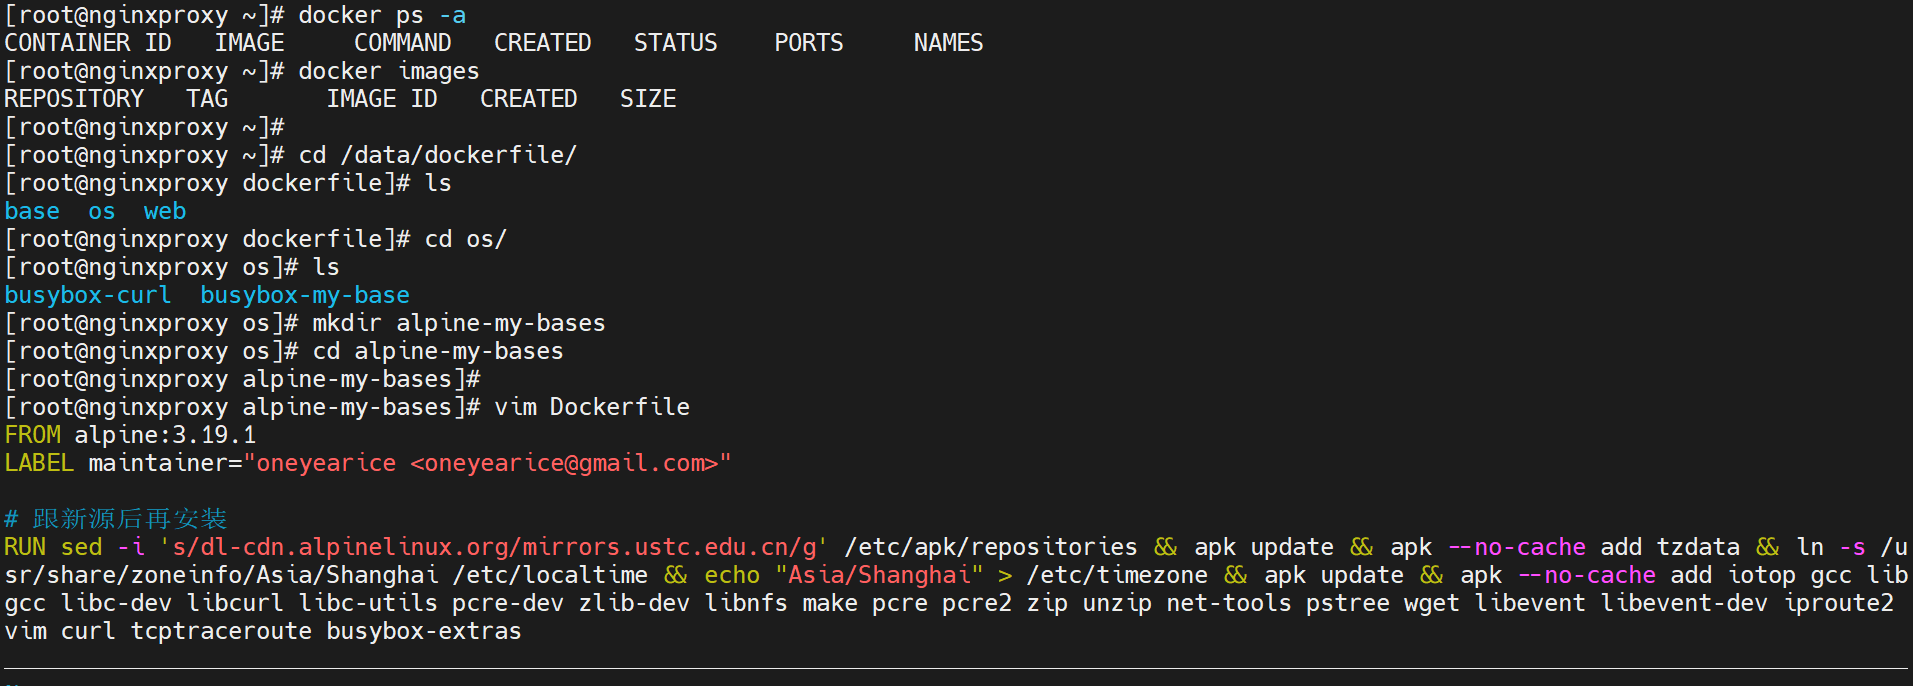 [root@nginxproxy ~]# docker ps -a
CONTAINER ID   IMAGE     COMMAND   CREATED   STATUS    PORTS     NAMES
[root@nginxproxy ~]# docker images
REPOSITORY   TAG       IMAGE ID   CREATED   SIZE
[root@nginxproxy ~]#
[root@nginxproxy ~]# cd /data/dockerfile/
[root@nginxproxy dockerfile]# ls
base  os  web
[root@nginxproxy dockerfile]# cd os/
[root@nginxproxy os]# ls
busybox-curl  busybox-my-base
[root@nginxproxy os]# mkdir alpine-my-bases
[root@nginxproxy os]# cd alpine-my-bases
[root@nginxproxy alpine-my-bases]#
[root@nginxproxy alpine-my-bases]# vim Dockerfile
FROM alpine:3.19.1
LABEL maintainer="oneyearice <oneyearice@gmail.com>"
# 跟新源后再安装
RUN sed -i 's/dl-cdn.alpinelinux.org/mirrors.ustc.edu.cn/g' /etc/apk/repositories && apk update && apk --no-cache add tzdata && ln -s /u
sr/share/zoneinfo/Asia/Shanghai /etc/localtime && echo "Asia/Shanghai" > /etc/timezone && apk update && apk --no-cache add iotop gcc lib
gcc libc-dev libcurl libc-utils pcre-dev zlib-dev libnfs make pcre pcre2 zip unzip net-tools pstree wget libevent libevent-dev iproute2
vim curl tcptraceroute busybox-extras